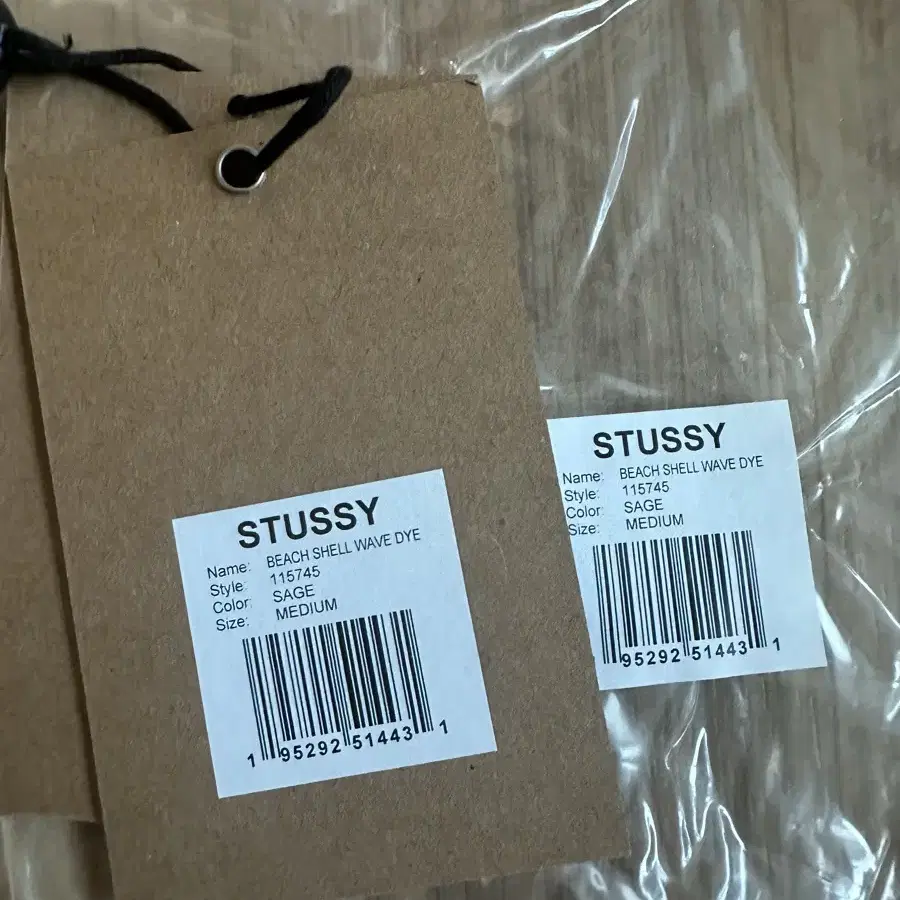 STUSSY
Name: BEACH SHELL WAVE DYE
Style: 115745
Color: SAGE
Size: MEDIUM
1 95292 51443 1
STUSSY
Name: BEACH SHELL WAVE DYE
Style: 115745
Color: SAGE
Size: MEDIUM
95292 51443 1